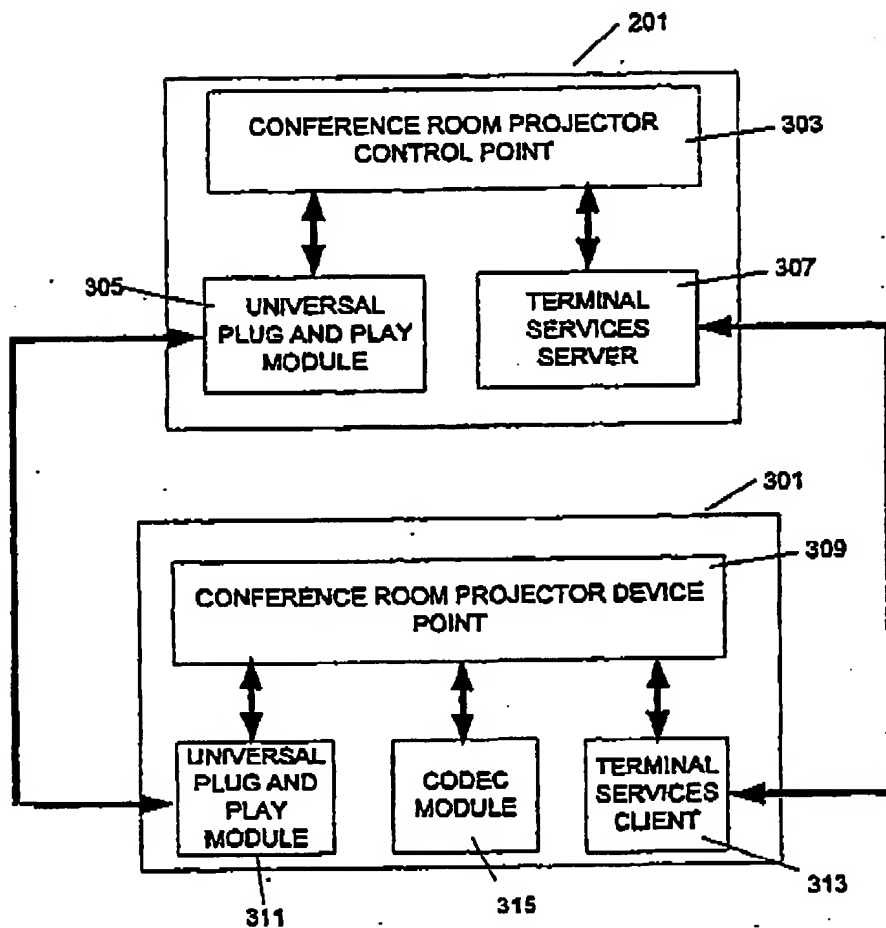 201
CONFERENCE ROOM PROJECTOR
CONTROL POINT
303
305
UNIVERSAL
PLUG AND PLAY
MODULE
307
TERMINAL
SERVICES
SERVER
301
309
CONFERENCE ROOM PROJECTOR DEVICE
POINT
UNIVERSAL
PLUG AND
PLAY
MODULE
CODEC
MODULE
TERMINAL
SERVICES
CLIENT
311
315
313